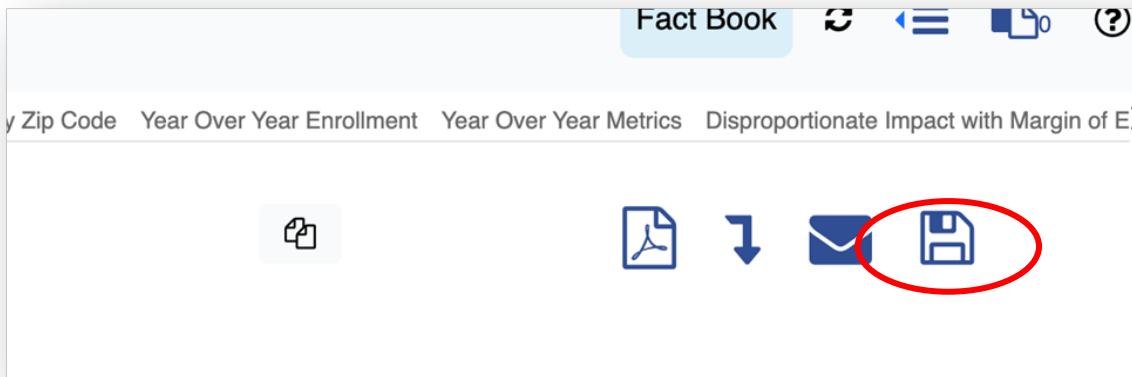 Fact Book 0
y Zip Code Year Over Year Enrollment Year Over Year Metrics Disproportionate Impact with Margin of E